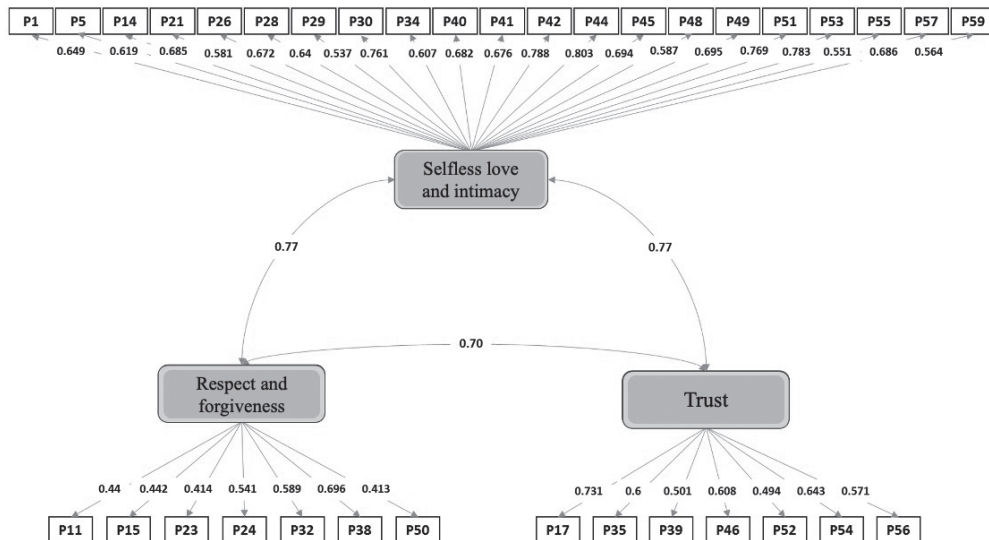 P1 P5 P14 P21 P26 P28 P29 P30 P34 P40 P41 P42 P44 P45 P48 P49 P51 P53 P55 P57 P59
0.649 0.619 0.685 0.581 0.672 0.64 0.537 0.761 0.607 0.682 0.676 0.788 0.803 0.694 0.587 0.695 0.769 0.783 0.551 0.686 0.564
Selfless love
and intimacy
0.77 0.77
0.70
Respect and
forgiveness
Trust
0.44 0.442 0.414 0.541 0.589 0.696 0.413
0.731 0.6 0.501 0.608 0.494 0.643 0.571
P11 P15 P23 P24 P32 P38 P50
P17 P35 P39 P46 P52 P54 P56